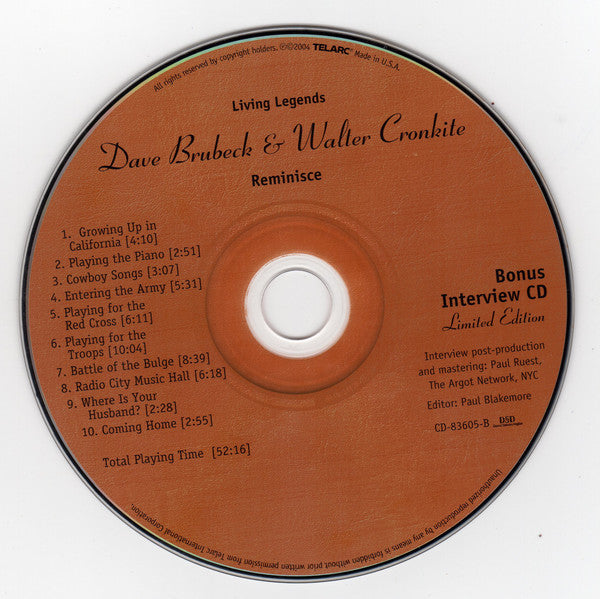 All rights reserved by copyright holders. ℗©2004 TELARC® Made in U.S.A.
Living Legends
Dave Brubeck & Walter Cronkite
Reminisce
1. Growing Up in
California [4:10]
2. Playing the Piano [2:51]
3. Cowboy Songs [3:07]
4. Entering the Army [5:31]
5. Playing for the
Red Cross [6:11]
6. Playing for the
Troops [10:04]
7. Battle of the Bulge [8:39]
8. Radio City Music Hall [6:18]
9. Where Is Your
Husband? [2:28]
10. Coming Home [2:55]
Total Playing Time [52:16]
Bonus
Interview CD
Limited Edition
Interview post-production
and mastering: Paul Ruest,
The Argot Network, NYC
Editor: Paul Blakemore
CD-83605-B DSD
Unauthorized reproduction by any means is forbidden without prior written permission from Telarc International Corporation.